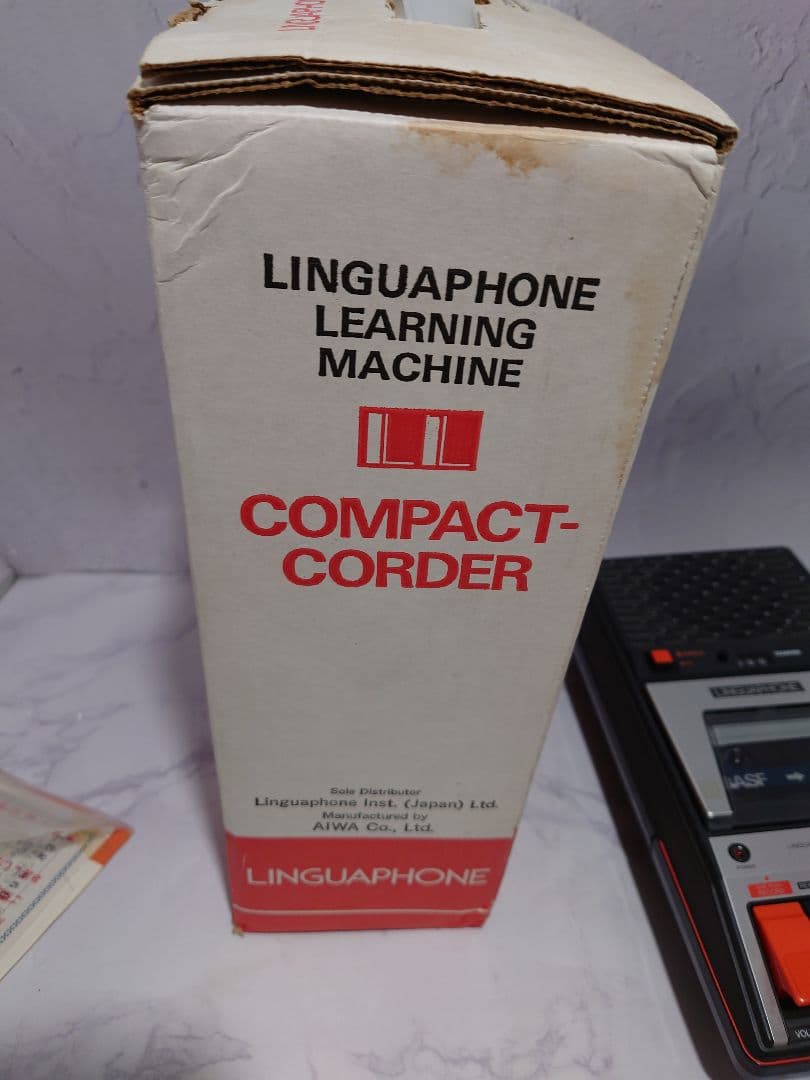 LINGUAPHONE
LEARNING
MACHINE
LL
COMPACT-
CORDER
Sole Distributor
Linguaphone Inst. (Japan) Ltd.
Manufactured by
AIWA Co., Ltd.
LINGUAPHONE
LINGUAPHONE
BASF